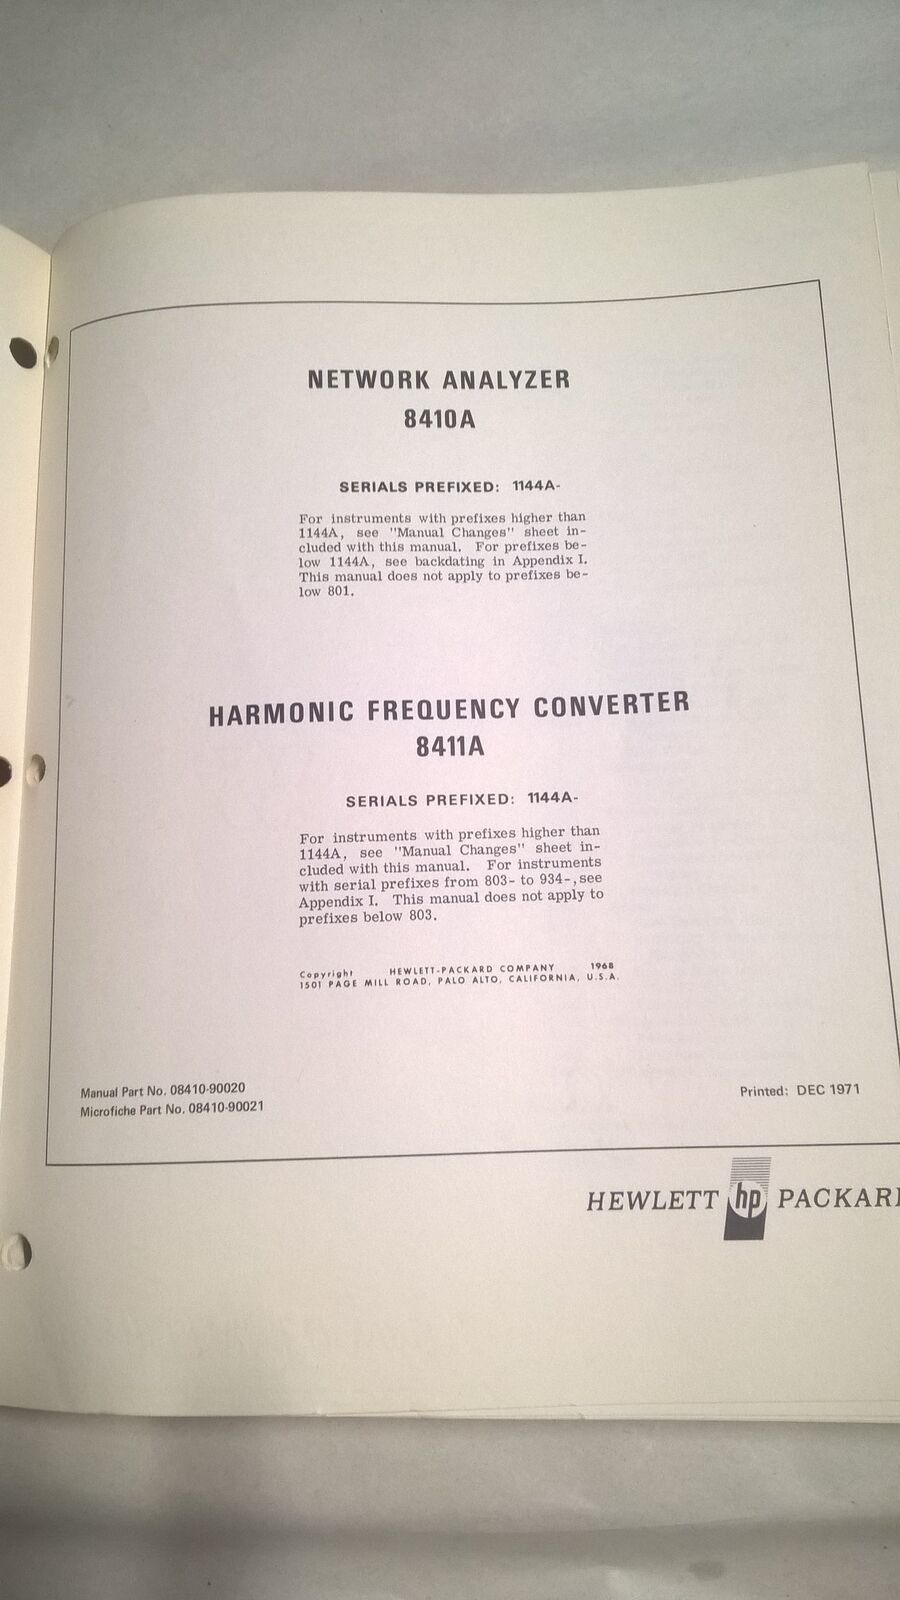 NETWORK ANALYZER
8410A
SERIALS PREFIXED: 1144A-
For instruments with prefixes higher than
1144A, see "Manual Changes" sheet in-
cluded with this manual. For prefixes be-
low 1144A, see backdating in Appendix I.
This manual does not apply to prefixes be-
low 801.
HARMONIC FREQUENCY CONVERTER
8411A
SERIALS PREFIXED: 1144A-
For instruments with prefixes higher than
1144A, see "Manual Changes" sheet in-
cluded with this manual. For instruments
with serial prefixes from 803- to 934-, see
Appendix I. This manual does not apply to
prefixes below 803.
Copyright HEWLETT-PACKARD COMPANY 1968
1501 PAGE MILL ROAD, PALO ALTO, CALIFORNIA, U.S.A.
Manual Part No. 08410-90020
Microfiche Part No. 08410-90021
Printed: DEC 1971
HEWLETT hp PACKAR